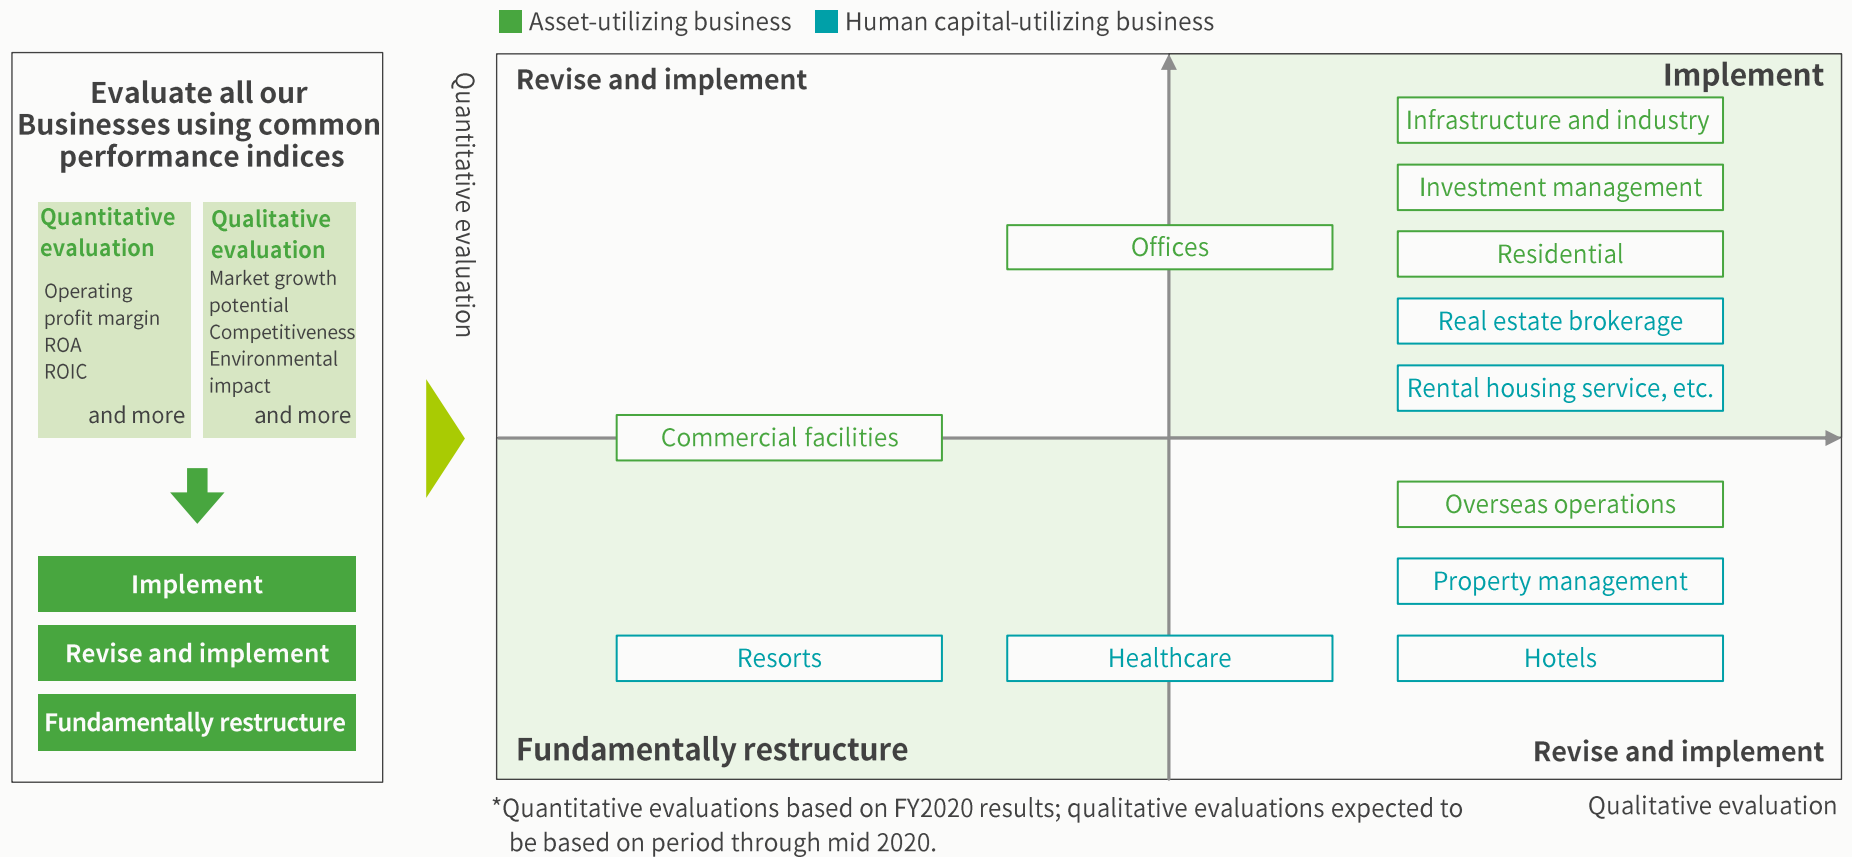 Asset-utilizing business
Human capital-utilizing business
Evaluate all our
Businesses using common
performance indices
Quantitative
evaluation
Operating
profit margin
ROA
ROIC
and more
Qualitative
evaluation
Market growth
potential
Competitiveness
Environmental
impact
and more
Implement
Revise and implement
Fundamentally restructure
Quantitative evaluation
Revise and implement
Implement
Infrastructure and industry
Investment management
Offices
Residential
Real estate brokerage
Rental housing service, etc.
Commercial facilities
Overseas operations
Property management
Resorts
Healthcare
Hotels
Fundamentally restructure
Revise and implement
Qualitative evaluation
*Quantitative evaluations based on FY2020 results; qualitative evaluations expected to
be based on period through mid 2020.